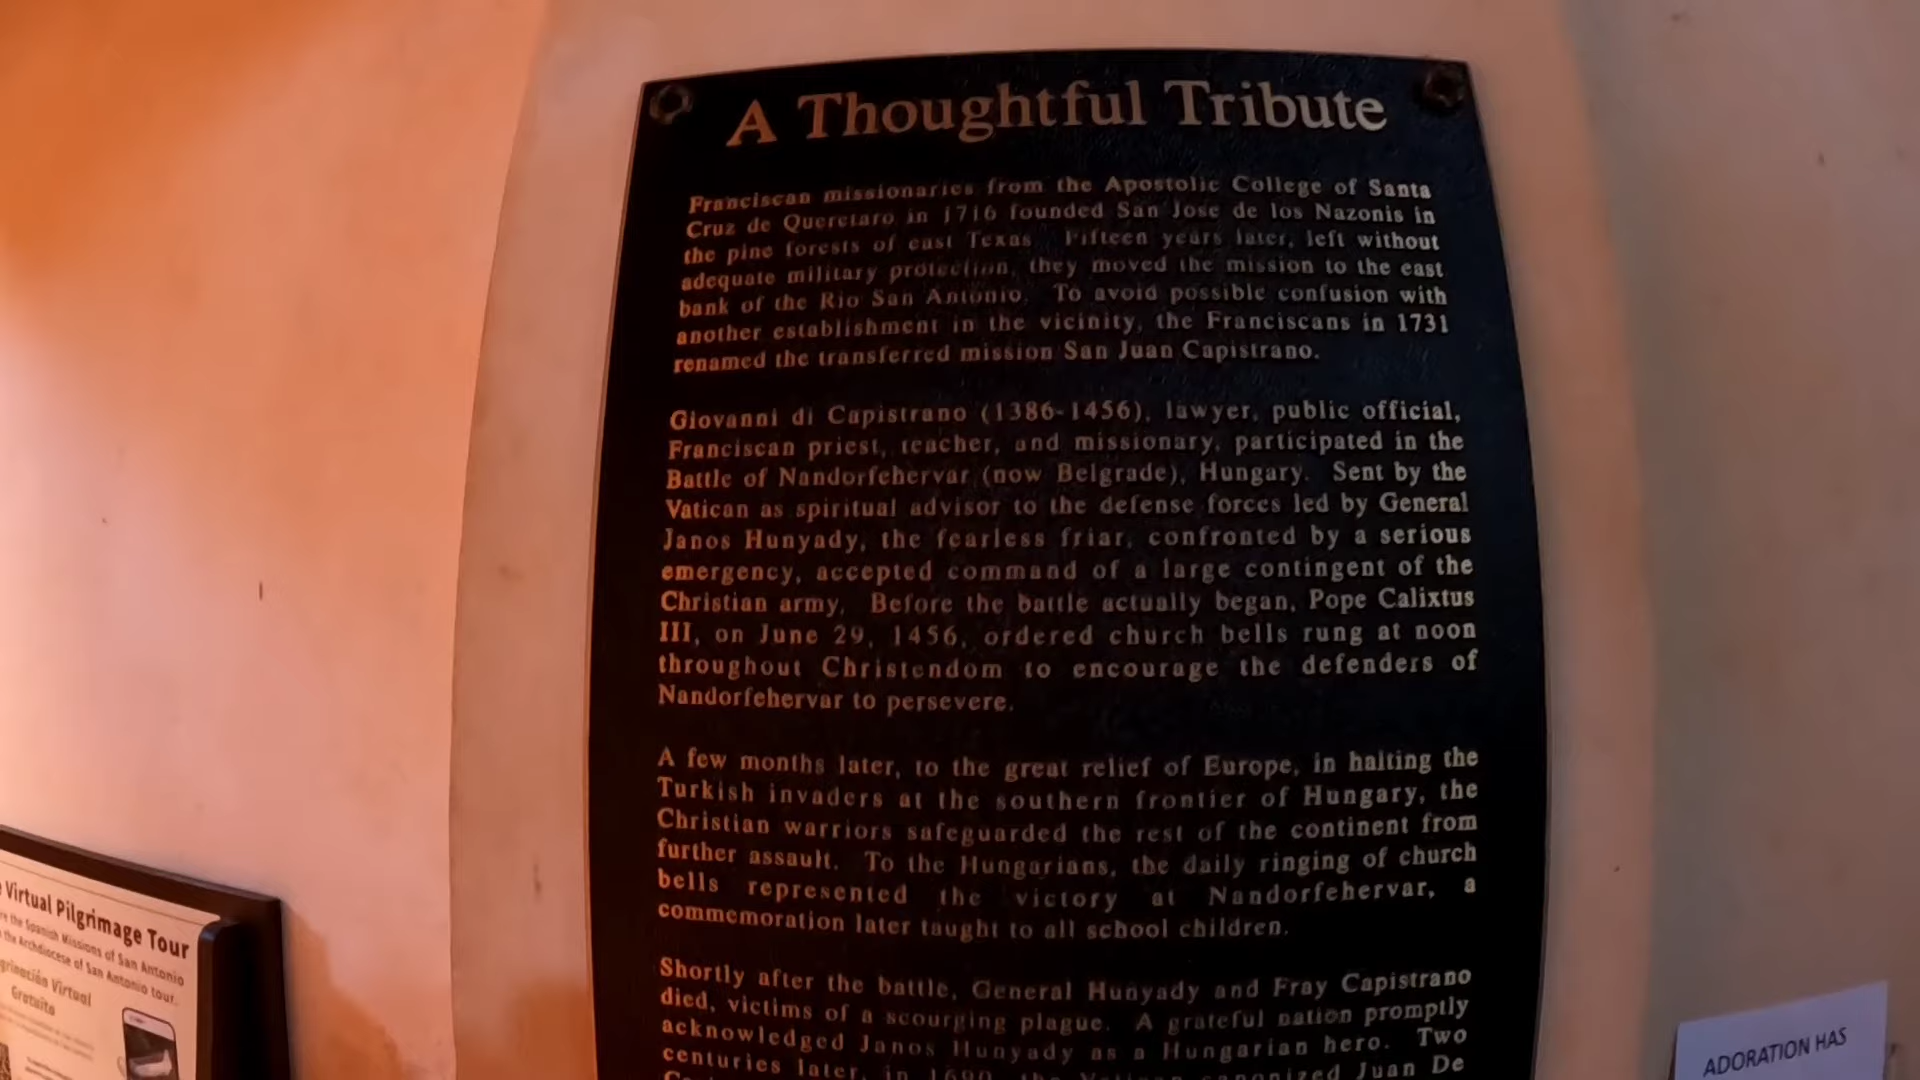 A Thoughtful Tribute
Franciscan missionaries from the Apostolic College of Santa
Cruz de Queretaro in 1716 founded San Jose de los Nazonis in
the pine forests of east Texas Fifteen years later, left without
adequate military protection, they moved the mission to the east
bank of the Rio San Antonio. To avoid possible confusion with
another establishment in the vicinity, the Franciscans in 1731
renamed the transferred mission San Juan Capistrano.
Giovanni di Capistrano (1386-1456), lawyer, public official,
Franciscan priest, teacher, and missionary, participated in the
Battle of Nandorfehervar (now Belgrade), Hungary. Sent by the
Vatican as spiritual advisor to the defense forces led by General
Janos Hunyady, the fearless friar, confronted by a serious
emergency, accepted command of a large contingent of the
Christian army. Before the battle actually began, Pope Calixtus
III, on June 29, 1456, ordered church bells rung at noon
throughout Christendom to encourage the defenders of
Nandorfehervar to persevere.
A few months later, to the great relief of Europe, in halting the
Turkish invaders at the southern frontier of Hungary, the
Christian warriors safeguarded the rest of the continent from
further assault. To the Hungarians, the daily ringing of church
bells represented the victory at Nandorfehervar, a
commemoration later taught to all school children.
Shortly after the battle, General Hunyady and Fray Capistrano
died, victims of a scourging plague. A grateful nation promptly
acknowledged Janos Hunyady as a Hungarian hero. Two
centuries later, in 1690, the Vatican canonized Juan De
Virtual Pilgrimage Tour
the Spanish Missions of San Antonio
the Archdiocese of San Antonio tour.
Virtual
Gratuito
ADORATION HAS